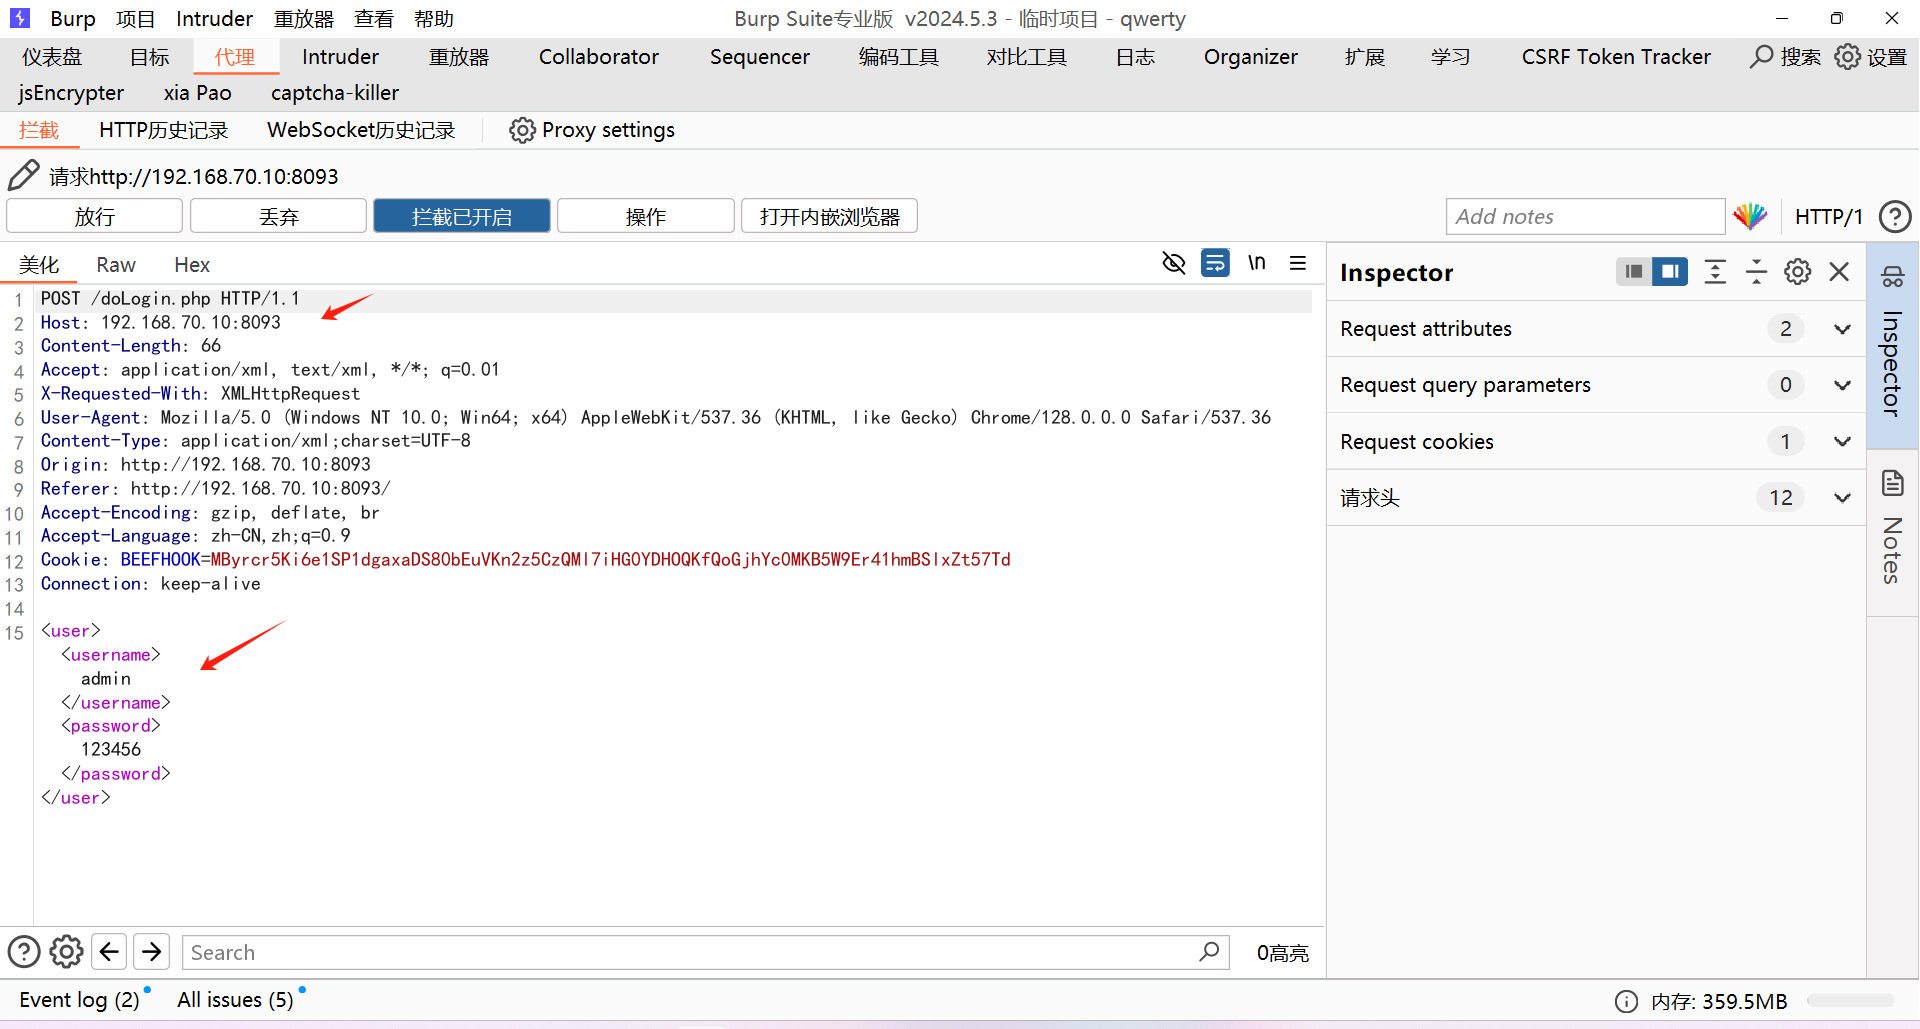 Burp 项目 Intruder 重放器 查看 帮助 Burp Suite专业版 v2024.5.3 - 临时项目 - qwerty
仪表盘 目标 代理 Intruder 重放器 Collaborator Sequencer 编码工具 对比工具 日志 Organizer 扩展 学习 CSRF Token Tracker 搜索 设置
jsEncrypter xia Pao captcha-killer
拦截 HTTP历史记录 WebSocket历史记录 Proxy settings
请求http://192.168.70.10:8093
放行 丢弃 拦截已开启 操作 打开内嵌浏览器 Add notes HTTP/1
美化 Raw Hex \n
Inspector
1 POST /doLogin.php HTTP/1.1
2 Host: 192.168.70.10:8093
3 Content-Length: 66
4 Accept: application/xml, text/xml, */*; q=0.01
5 X-Requested-With: XMLHttpRequest
6 User-Agent: Mozilla/5.0 (Windows NT 10.0; Win64; x64) AppleWebKit/537.36 (KHTML, like Gecko) Chrome/128.0.0.0 Safari/537.36
7 Content-Type: application/xml;charset=UTF-8
8 Origin: http://192.168.70.10:8093
9 Referer: http://192.168.70.10:8093/
10 Accept-Encoding: gzip, deflate, br
11 Accept-Language: zh-CN,zh;q=0.9
12 Cookie: BEEFHOOK=MByrcr5Ki6e1SP1dgaxaDS80bEuVKn2z5CzQMl7iHG0YDHOQKfQoGjhYc0MKB5W9Er41hmBSlxZt57Td
13 Connection: keep-alive
14
15 <user>
<username>
admin
</username>
<password>
123456
</password>
</user>
Request attributes 2
Request query parameters 0
Request cookies 1
请求头 12
Inspector
Notes
Search 0高亮
Event log (2) All issues (5) 内存: 359.5MB